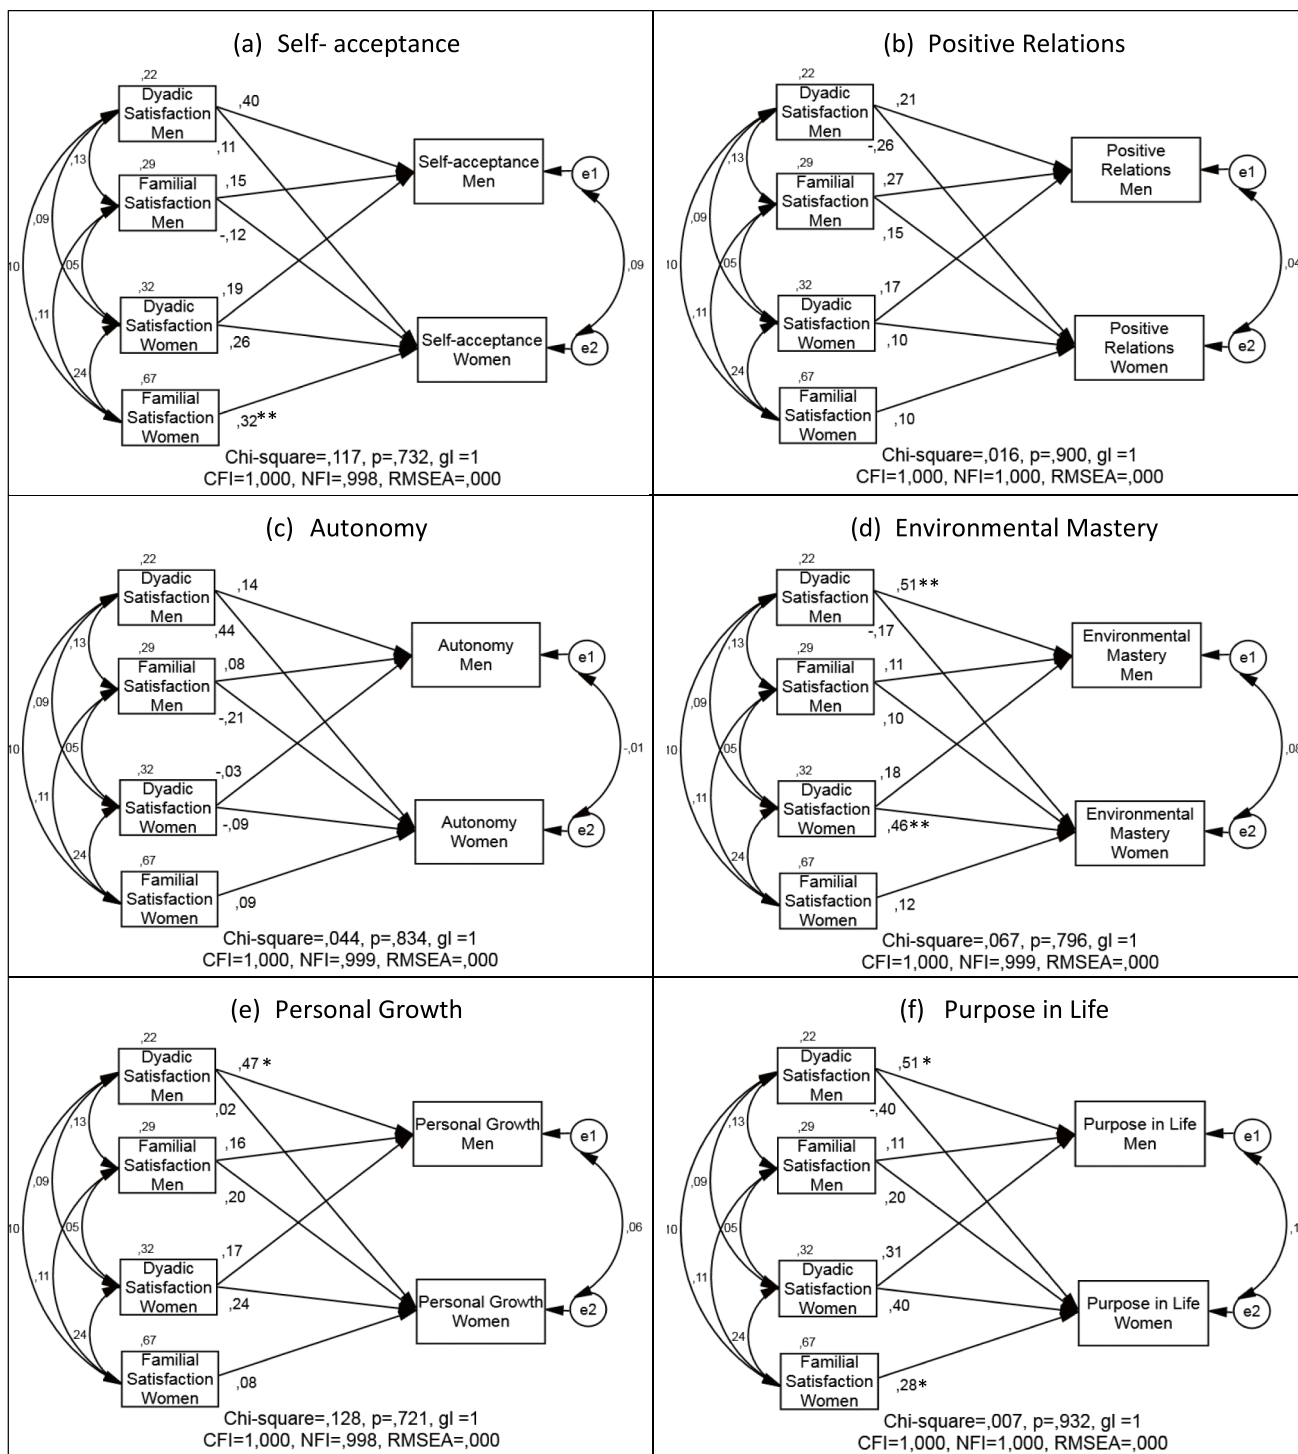 (a) Self- acceptance
,22
Dyadic
Satisfaction
Men
,40
,11
,13
,29
Familial
Satisfaction
Men
,15
-,12
,09
,10
,05
,11
,32
Dyadic
Satisfaction
Women
,19
,26
,24
,67
Familial
Satisfaction
Women
,32**
Self-acceptance
Men
e1
,09
Self-acceptance
Women
e2
Chi-square=,117, p=,732, gl =1
CFI=1,000, NFI=,998, RMSEA=,000
(b) Positive Relations
,22
Dyadic
Satisfaction
Men
,21
-,26
,13
,29
Familial
Satisfaction
Men
,27
,15
,09
10
,05
,11
,32
Dyadic
Satisfaction
Women
,17
,10
,24
,67
Familial
Satisfaction
Women
,10
Positive
Relations
Men
e1
,04
Positive
Relations
Women
e2
Chi-square=,016, p=,900, gl =1
CFI=1,000, NFI=1,000, RMSEA=,000
(c) Autonomy
,22
Dyadic
Satisfaction
Men
,14
,44
,13
,29
Familial
Satisfaction
Men
,08
-,21
,09
10
,05
,11
,32
Dyadic
Satisfaction
Women
-,03
-,09
,24
,67
Familial
Satisfaction
Women
,09
Autonomy
Men
e1
-,01
Autonomy
Women
e2
Chi-square=,044, p=,834, gl =1
CFI=1,000, NFI=,999, RMSEA=,000
(d) Environmental Mastery
,22
Dyadic
Satisfaction
Men
,51**
-,17
,13
,29
Familial
Satisfaction
Men
,11
,10
,09
10
,05
,11
,32
Dyadic
Satisfaction
Women
,18
,46**
,24
,67
Familial
Satisfaction
Women
,12
Environmental
Mastery
Men
e1
,08
Environmental
Mastery
Women
e2
Chi-square=,067, p=,796, gl =1
CFI=1,000, NFI=,999, RMSEA=,000
(e) Personal Growth
,22
Dyadic
Satisfaction
Men
,47 *
,02
,13
,29
Familial
Satisfaction
Men
,16
,20
,09
10
,05
,11
,32
Dyadic
Satisfaction
Women
,17
,24
,24
,67
Familial
Satisfaction
Women
,08
Personal Growth
Men
e1
,06
Personal Growth
Women
e2
Chi-square=,128, p=,721, gl =1
CFI=1,000, NFI=,998, RMSEA=,000
(f) Purpose in Life
,22
Dyadic
Satisfaction
Men
,51 *
-,40
,13
,29
Familial
Satisfaction
Men
,11
,20
,09
10
,05
,11
,32
Dyadic
Satisfaction
Women
,31
,40
,24
,67
Familial
Satisfaction
Women
,28*
Purpose in Life
Men
e1
Purpose in Life
Women
e2
Chi-square=,007, p=,932, gl =1
CFI=1,000, NFI=1,000, RMSEA=,000